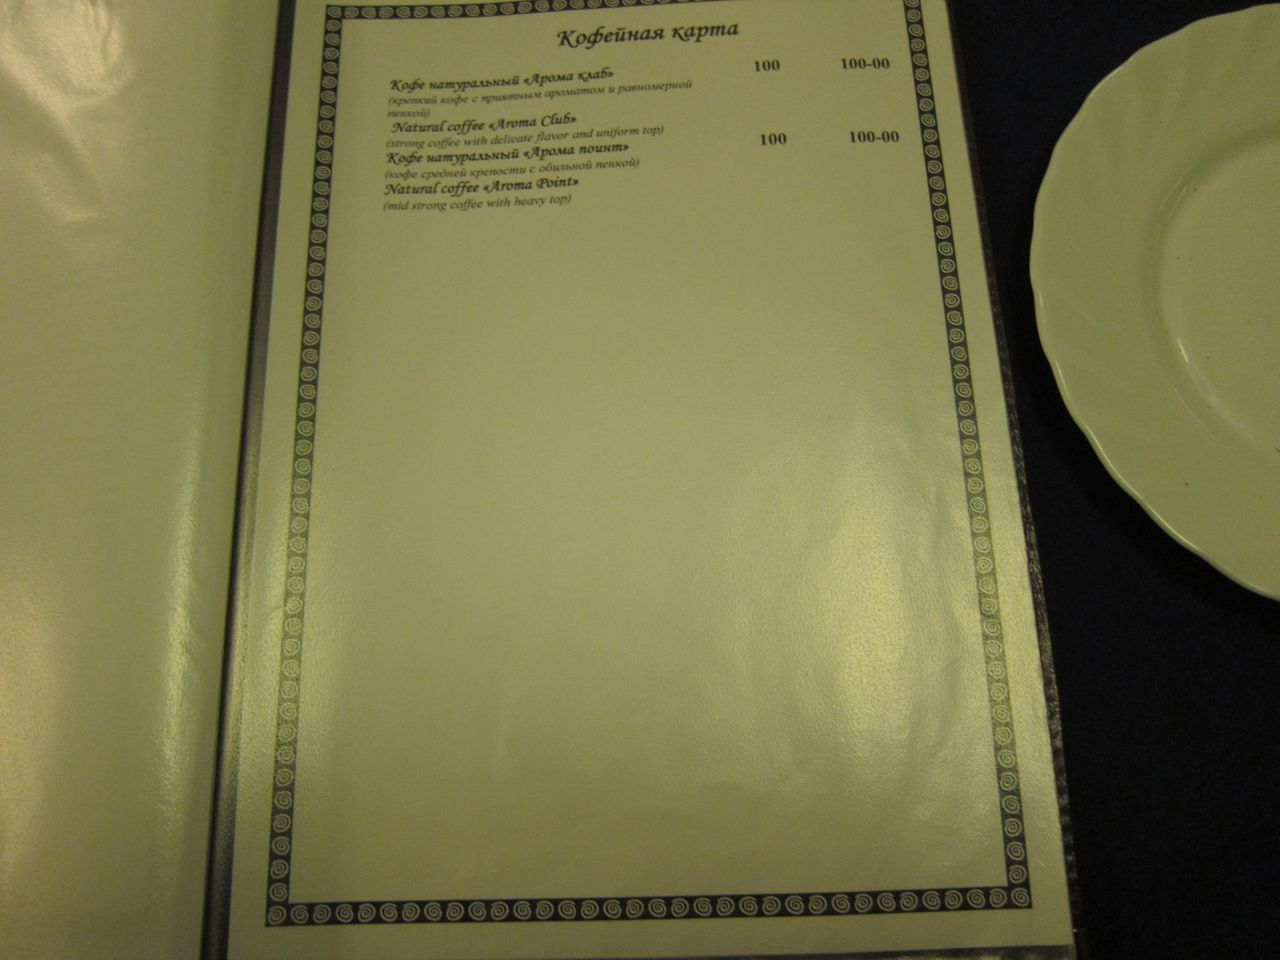 Кофейная карта
Кофе натуральный «Арома клаб» 100 100-00
(крепкий кофе с приятным ароматом и равномерной
пенкой)
Natural coffee «Aroma Club»
(strong coffee with delicate flavor and uniform top)
Кофе натуральный «Арома поинт» 100 100-00
(кофе средней крепости с обильной пенкой)
Natural coffee «Aroma Point»
(mid strong coffee with heavy top)